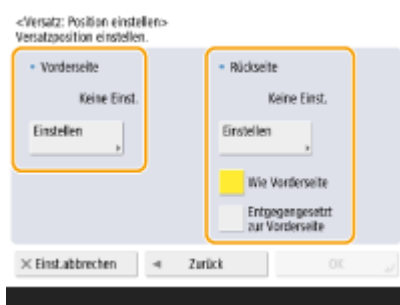 <Versatz: Position einstellen>
Versatzposition einstellen.
Vorderseite
Keine Einst.
Einstellen
Rückseite
Keine Einst.
Einstellen
Wie Vorderseite
Entgegengesetzt
zur Vorderseite
Einst.abbrechen
Zurück
OK